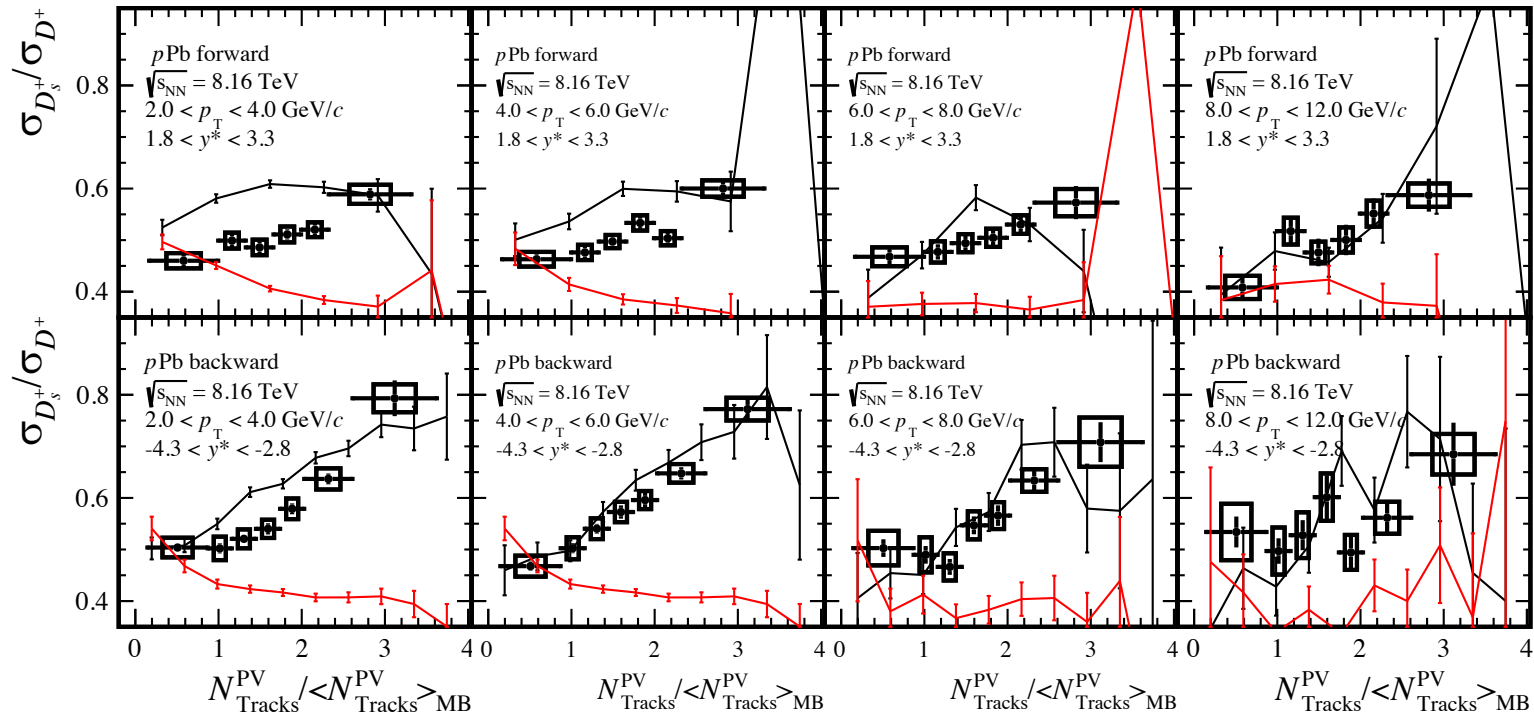 σ_{D_s^+}/σ_{D^+}
0.8
0.6
0.4
pPb forward
√s_NN = 8.16 TeV
2.0 < p_T < 4.0 GeV/c
1.8 < y* < 3.3
pPb forward
√s_NN = 8.16 TeV
4.0 < p_T < 6.0 GeV/c
1.8 < y* < 3.3
pPb forward
√s_NN = 8.16 TeV
6.0 < p_T < 8.0 GeV/c
1.8 < y* < 3.3
pPb forward
√s_NN = 8.16 TeV
8.0 < p_T < 12.0 GeV/c
1.8 < y* < 3.3
σ_{D_s^+}/σ_{D^+}
0.8
0.6
0.4
pPb backward
√s_NN = 8.16 TeV
2.0 < p_T < 4.0 GeV/c
-4.3 < y* < -2.8
pPb backward
√s_NN = 8.16 TeV
4.0 < p_T < 6.0 GeV/c
-4.3 < y* < -2.8
pPb backward
√s_NN = 8.16 TeV
6.0 < p_T < 8.0 GeV/c
-4.3 < y* < -2.8
pPb backward
√s_NN = 8.16 TeV
8.0 < p_T < 12.0 GeV/c
-4.3 < y* < -2.8
0 1 2 3 4 0 1 2 3 4 0 1 2 3 4 0 1 2 3 4
N^PV_Tracks/<N^PV_Tracks>_MB N^PV_Tracks/<N^PV_Tracks>_MB N^PV_Tracks/<N^PV_Tracks>_MB N^PV_Tracks/<N^PV_Tracks>_MB